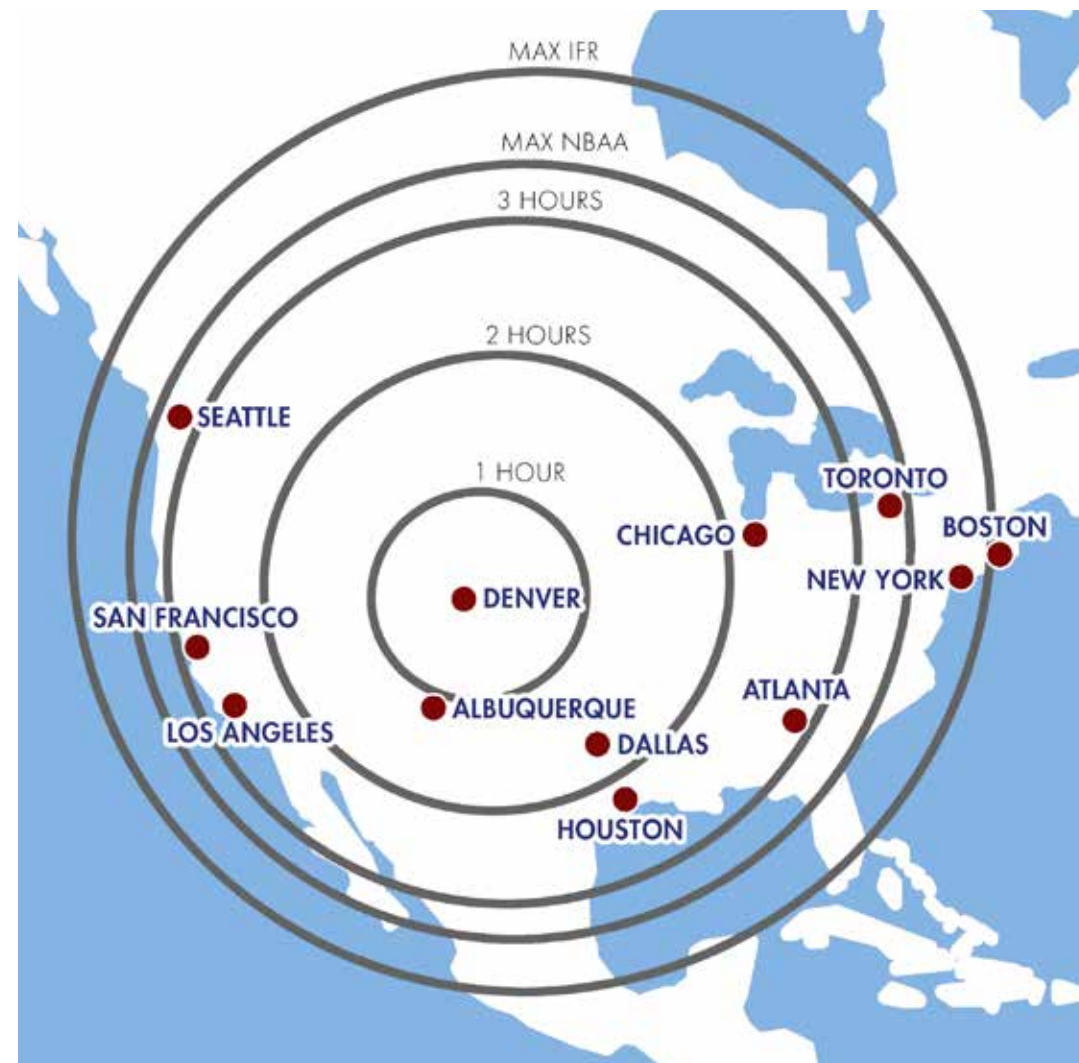 MAX IFR
MAX NBAA
3 HOURS
2 HOURS
SEATTLE
1 HOUR
TORONTO
CHICAGO
BOSTON
NEW YORK
DENVER
SAN FRANCISCO
ATLANTA
ALBUQUERQUE
LOS ANGELES
DALLAS
HOUSTON